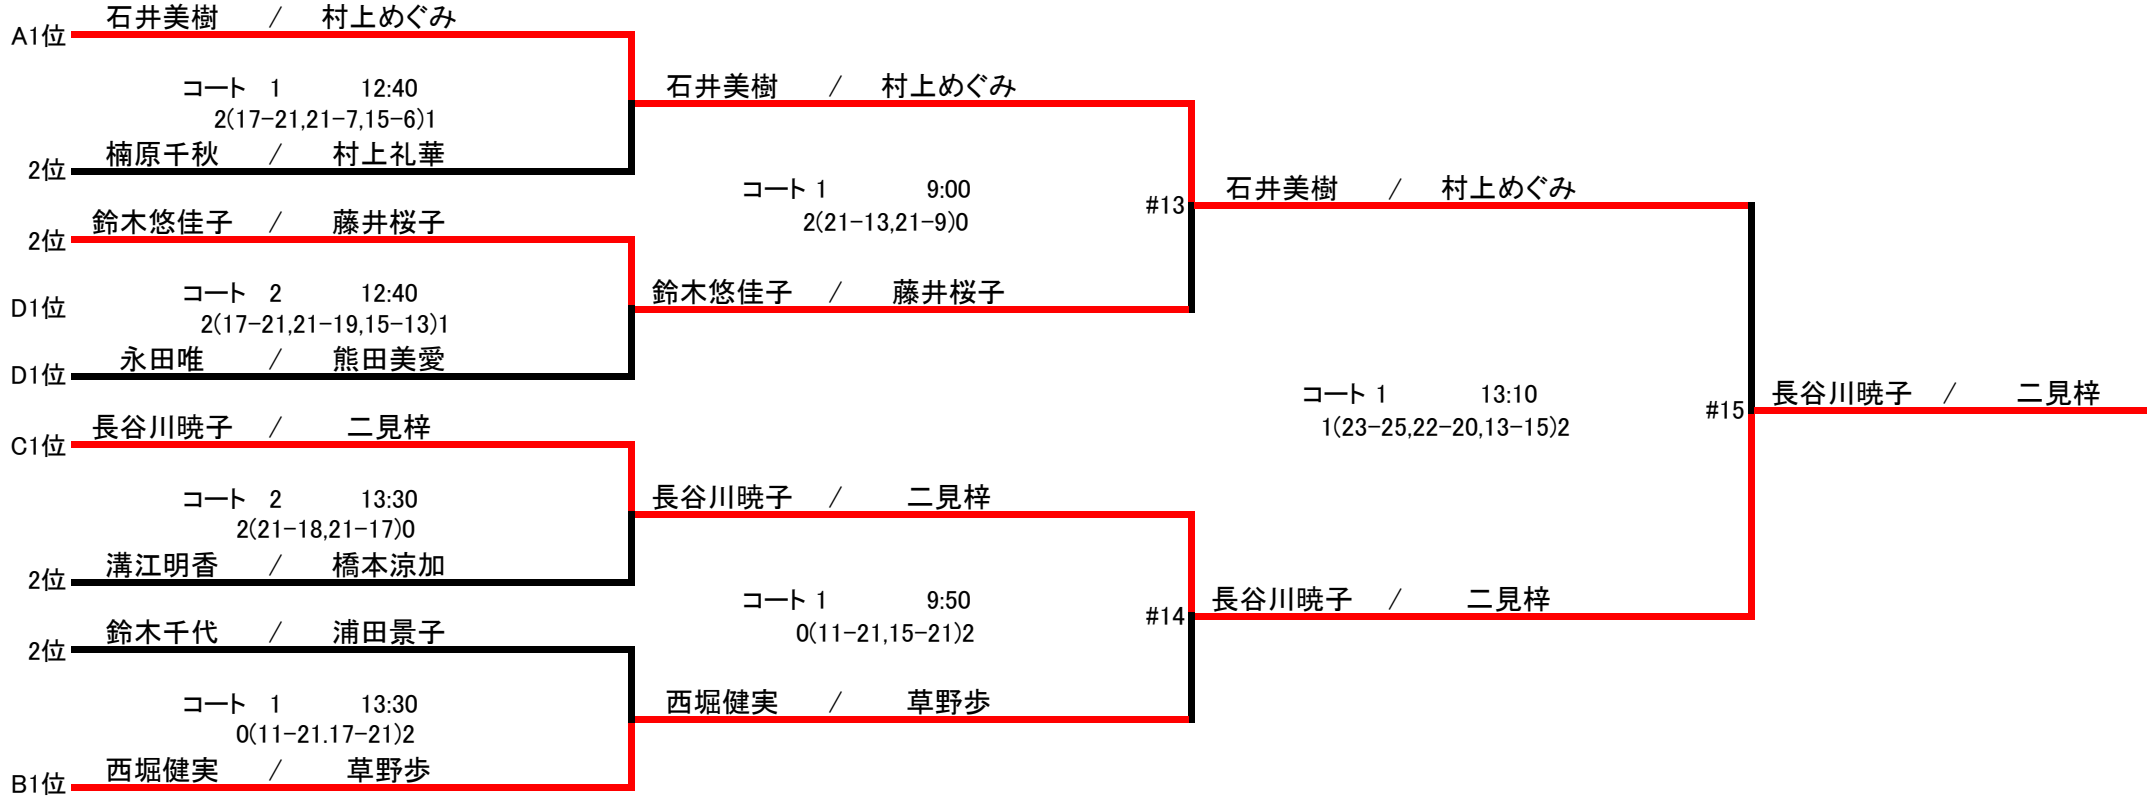 石井美樹 / 村上めぐみ
A1位
コート 1 12:40
2(17-21,21-7,15-6)1
楠原千秋 / 村上礼華
2位
鈴木悠佳子 / 藤井桜子
2位
コート 2 12:40
D1位
2(17-21,21-19,15-13)1
永田唯 / 熊田美愛
D1位
長谷川暁子 / 二見梓
C1位
コート 2 13:30
2(21-18,21-17)0
溝江明香 / 橋本涼加
2位
鈴木千代 / 浦田景子
2位
コート 1 13:30
0(11-21.17-21)2
西堀健実 / 草野歩
B1位
石井美樹 / 村上めぐみ
コート 1 9:00
2(21-13,21-9)0
#13
鈴木悠佳子 / 藤井桜子
長谷川暁子 / 二見梓
コート 1 9:50
0(11-21,15-21)2
#14
西堀健実 / 草野歩
石井美樹 / 村上めぐみ
コート 1 13:10
1(23-25,22-20,13-15)2
#15
長谷川暁子 / 二見梓
長谷川暁子 / 二見梓